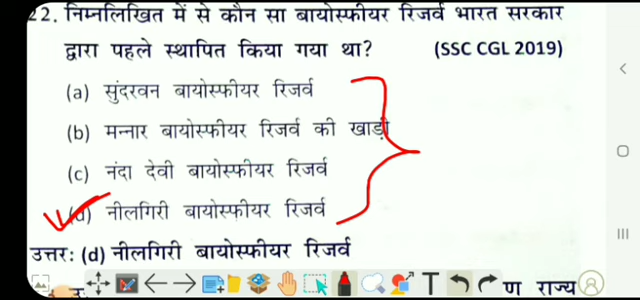 22. निम्नलिखित में से कौन सा बायोस्फीयर रिजर्व भारत सरकार
द्वारा पहले स्थापित किया गया था? (SSC CGL 2019)
(a) सुंदरवन बायोस्फीयर रिजर्व
(b) मन्नार बायोस्फीयर रिजर्व की खाड़ी
(c) नंदा देवी बायोस्फीयर रिजर्व
(d) नीलगिरी बायोस्फीयर रिजर्व
उत्तर: (d) नीलगिरी बायोस्फीयर रिजर्व
ण राज्य